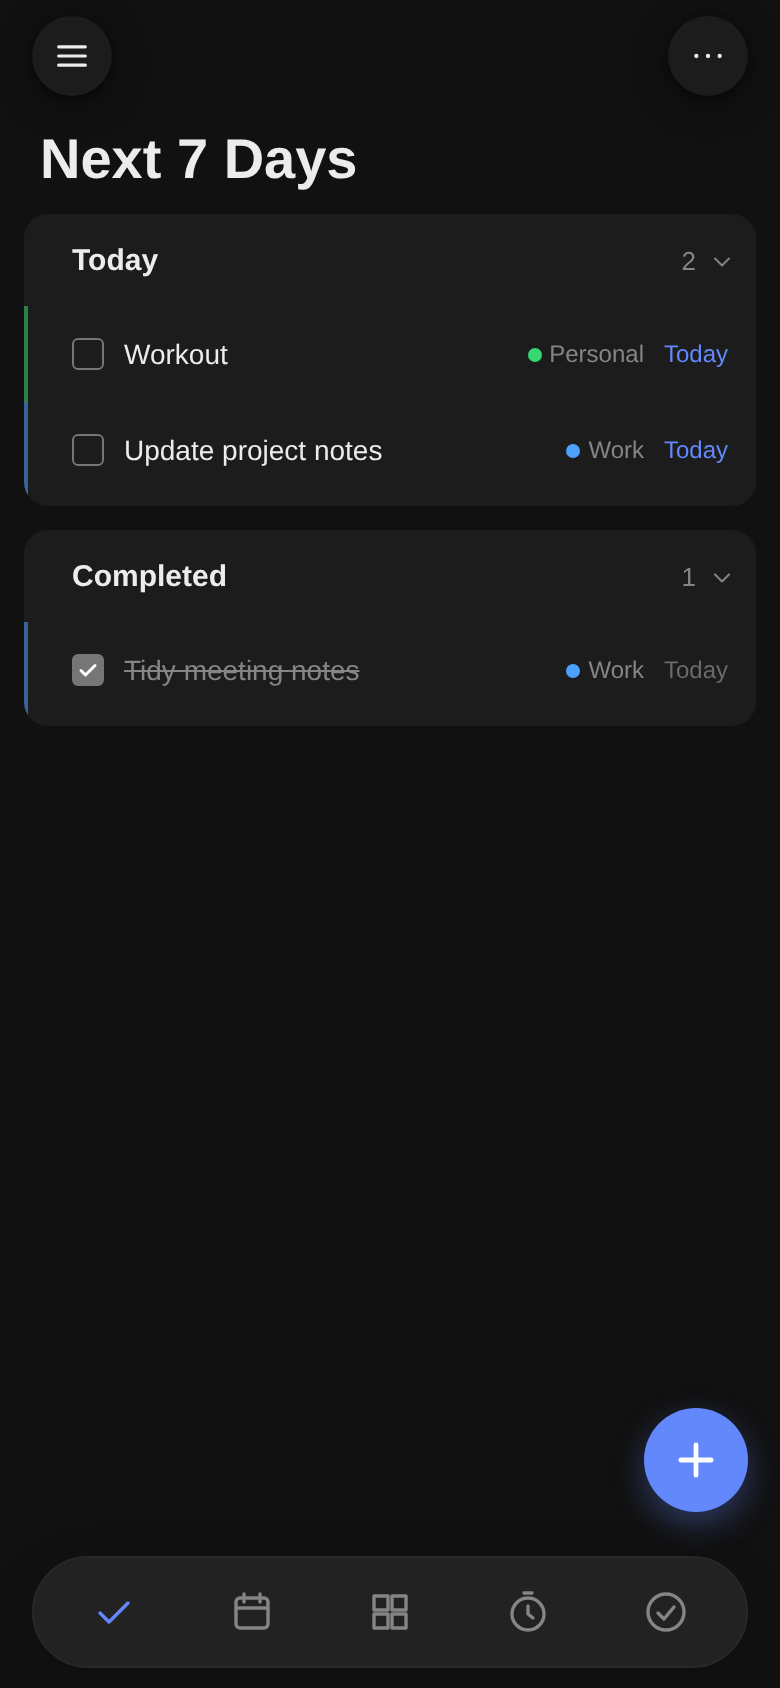 Next 7 Days
Today 2
Workout Personal Today
Update project notes Work Today
Completed 1
Tidy meeting notes Work Today